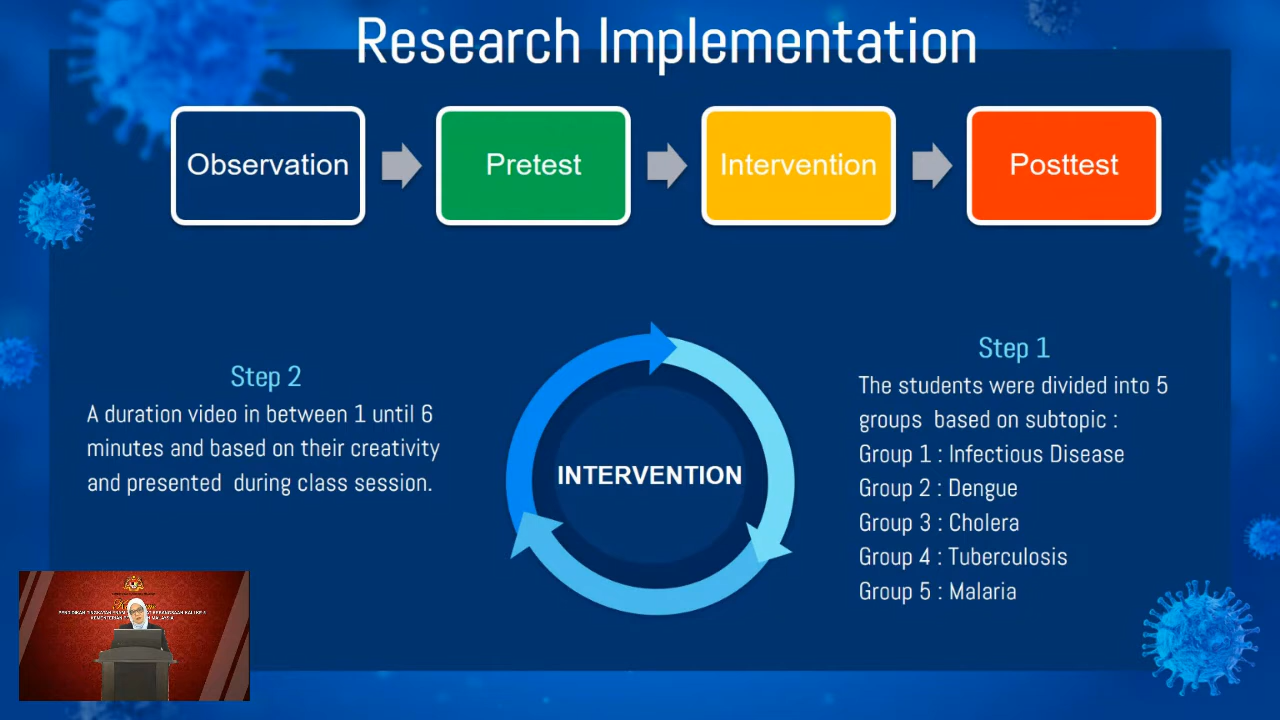 Research Implementation
Observation
Pretest
Intervention
Posttest
Step 1
The students were divided into 5
groups based on subtopic :
Group 1 : Infectious Disease
Group 2 : Dengue
Group 3 : Cholera
Group 4 : Tuberculosis
Group 5 : Malaria
INTERVENTION
Step 2
A duration video in between 1 until 6
minutes and based on their creativity
and presented during class session.
KEMENTERIAN MALAYSIA